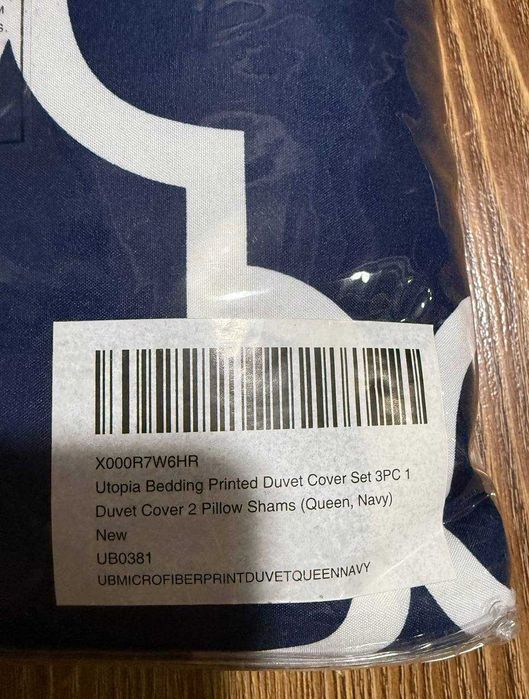 X000R7W6HR
Utopia Bedding Printed Duvet Cover Set 3PC 1
Duvet Cover 2 Pillow Shams (Queen, Navy)
New
UB0381
UBMICROFIBERPRINTDUVETQUEENNAVY